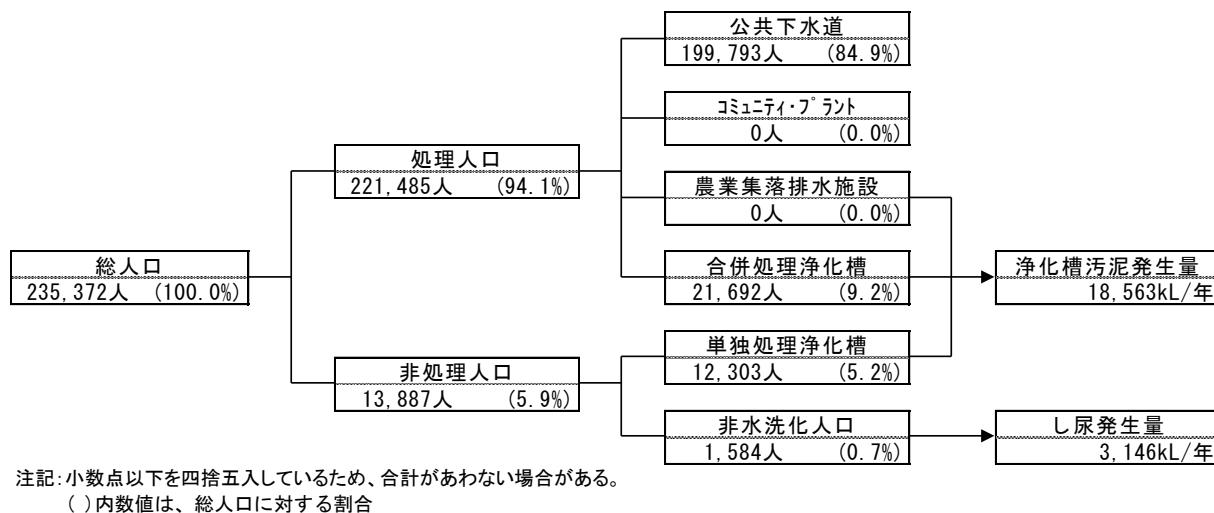 公共下水道
199,793人 (84.9%)
コミュニティ・プラント
0人 (0.0%)
処理人口
221,485人 (94.1%)
農業集落排水施設
0人 (0.0%)
総人口
235,372人 (100.0%)
合併処理浄化槽
21,692人 (9.2%)
浄化槽汚泥発生量
18,563kL/年
単独処理浄化槽
12,303人 (5.2%)
非処理人口
13,887人 (5.9%)
非水洗化人口
1,584人 (0.7%)
し尿発生量
3,146kL/年
注記:小数点以下を四捨五入しているため、合計があわない場合がある。
( )内数値は、総人口に対する割合